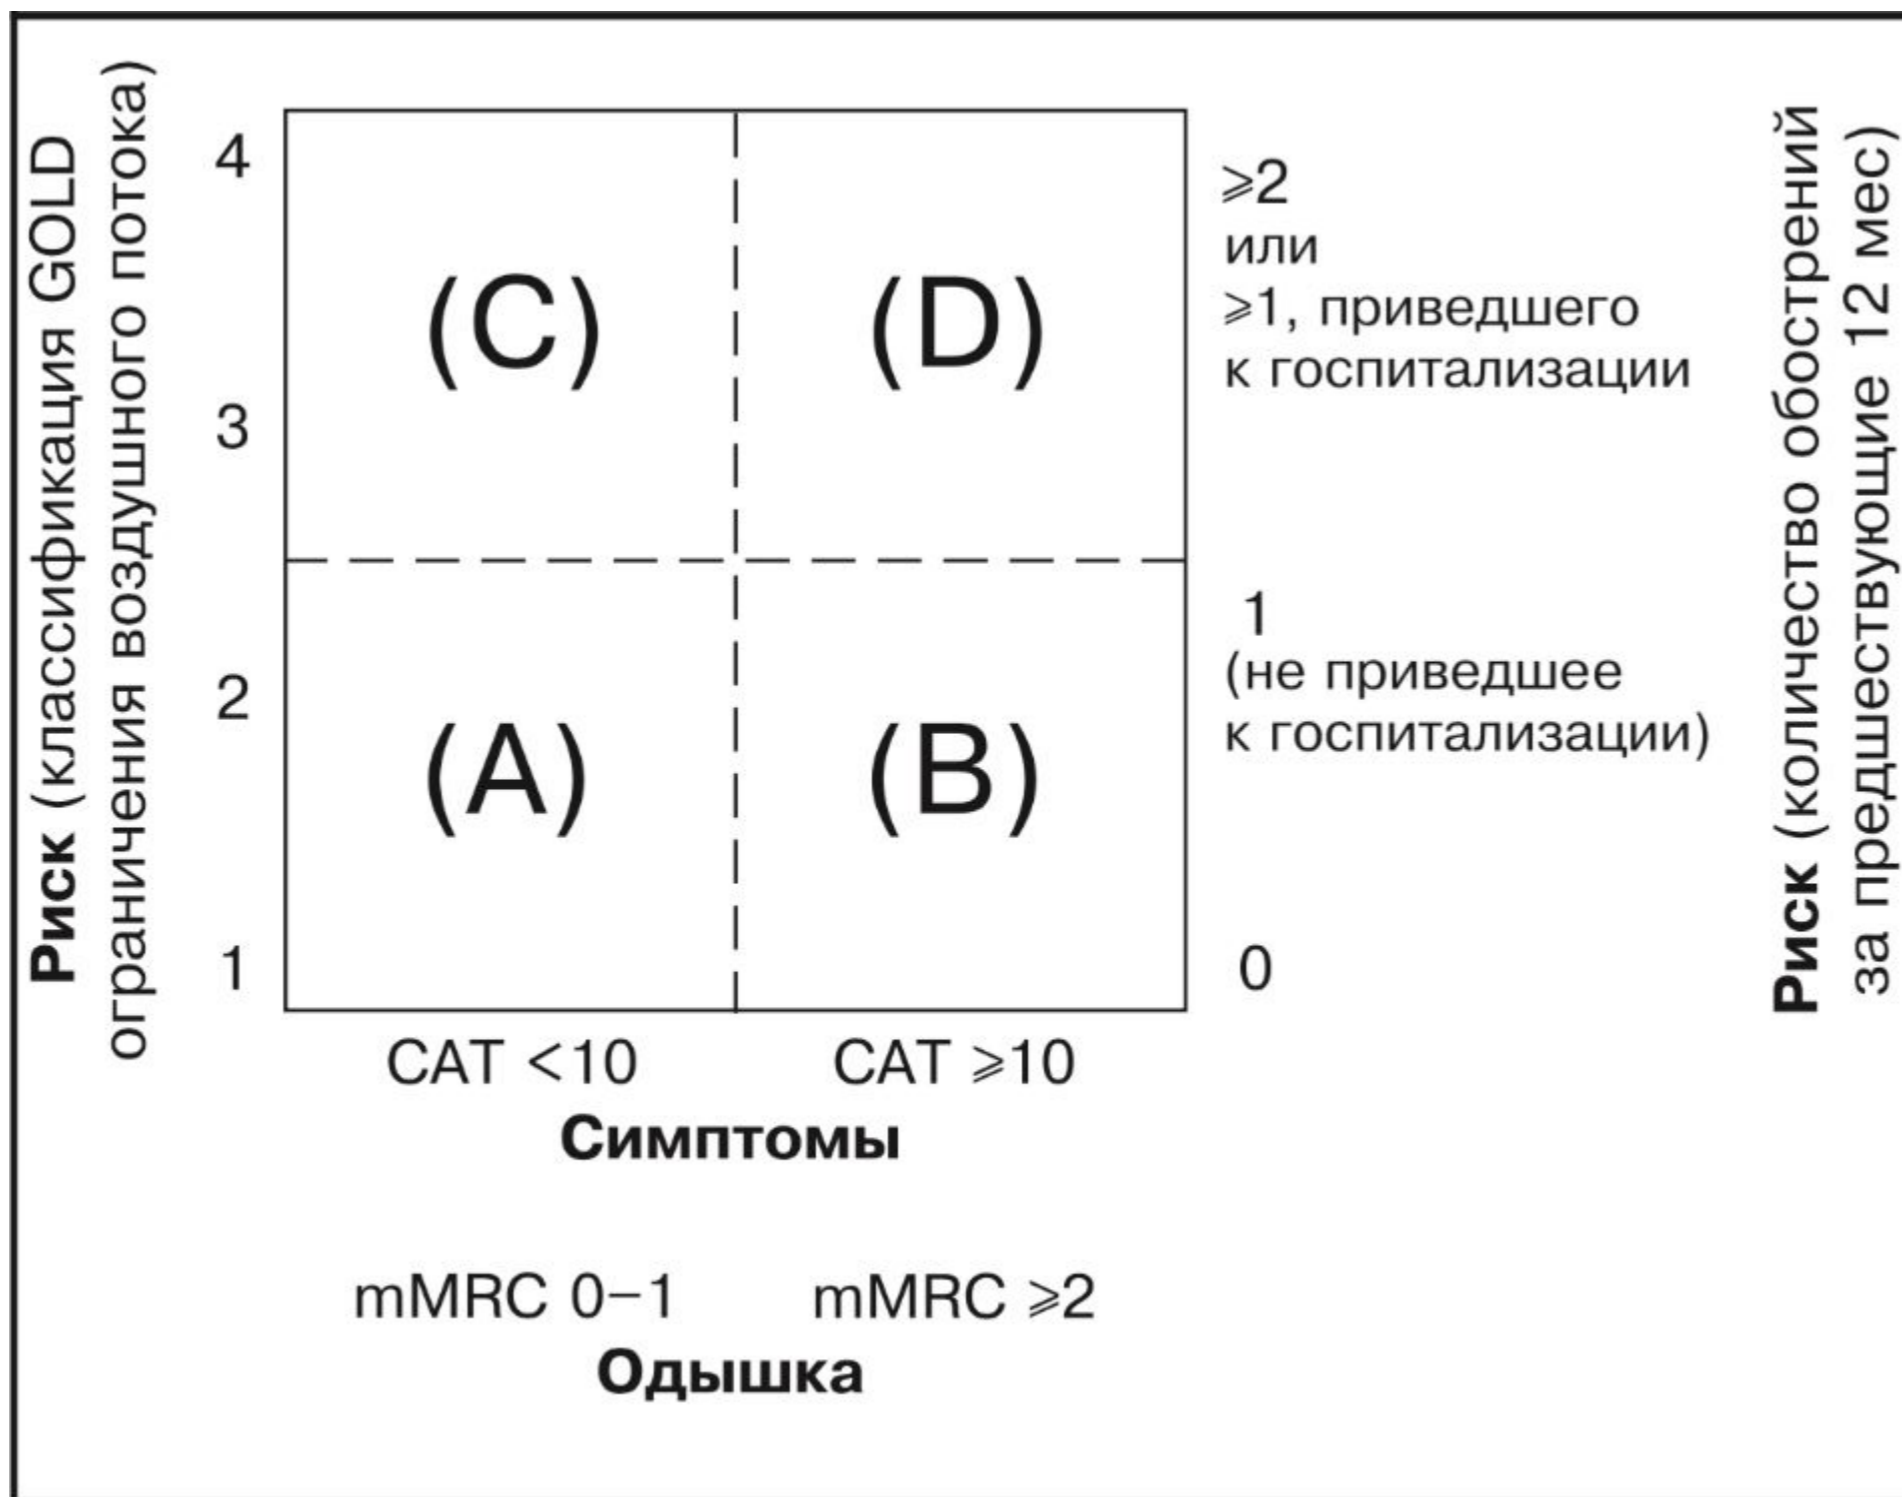 Риск (классификация GOLD
ограничения воздушного потока)
4
3
2
1
(C)
(D)
(A)
(B)
⩾2
или
⩾1, приведшего
к госпитализации
1
(не приведшее
к госпитализации)
0
Риск (количество обострений
за предшествующие 12 мес)
CAT <10
CAT ⩾10
Симптомы
mMRC 0–1
mMRC ⩾2
Одышка